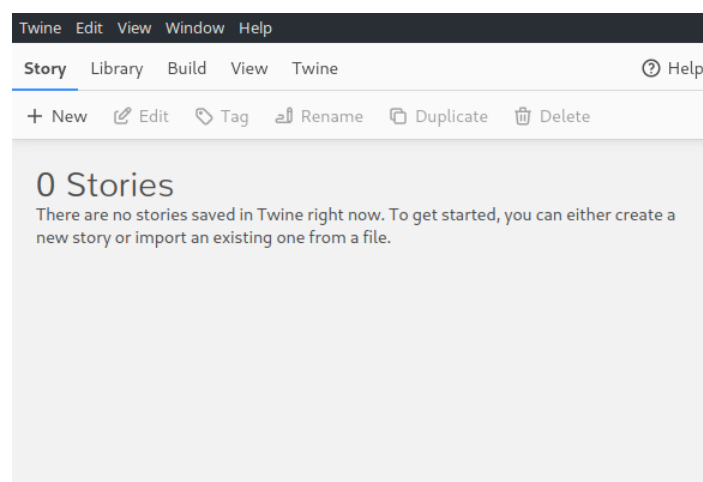 Twine Edit View Window Help
Story Library Build View Twine Help
+ New Edit Tag Rename Duplicate Delete
0 Stories
There are no stories saved in Twine right now. To get started, you can either create a
new story or import an existing one from a file.